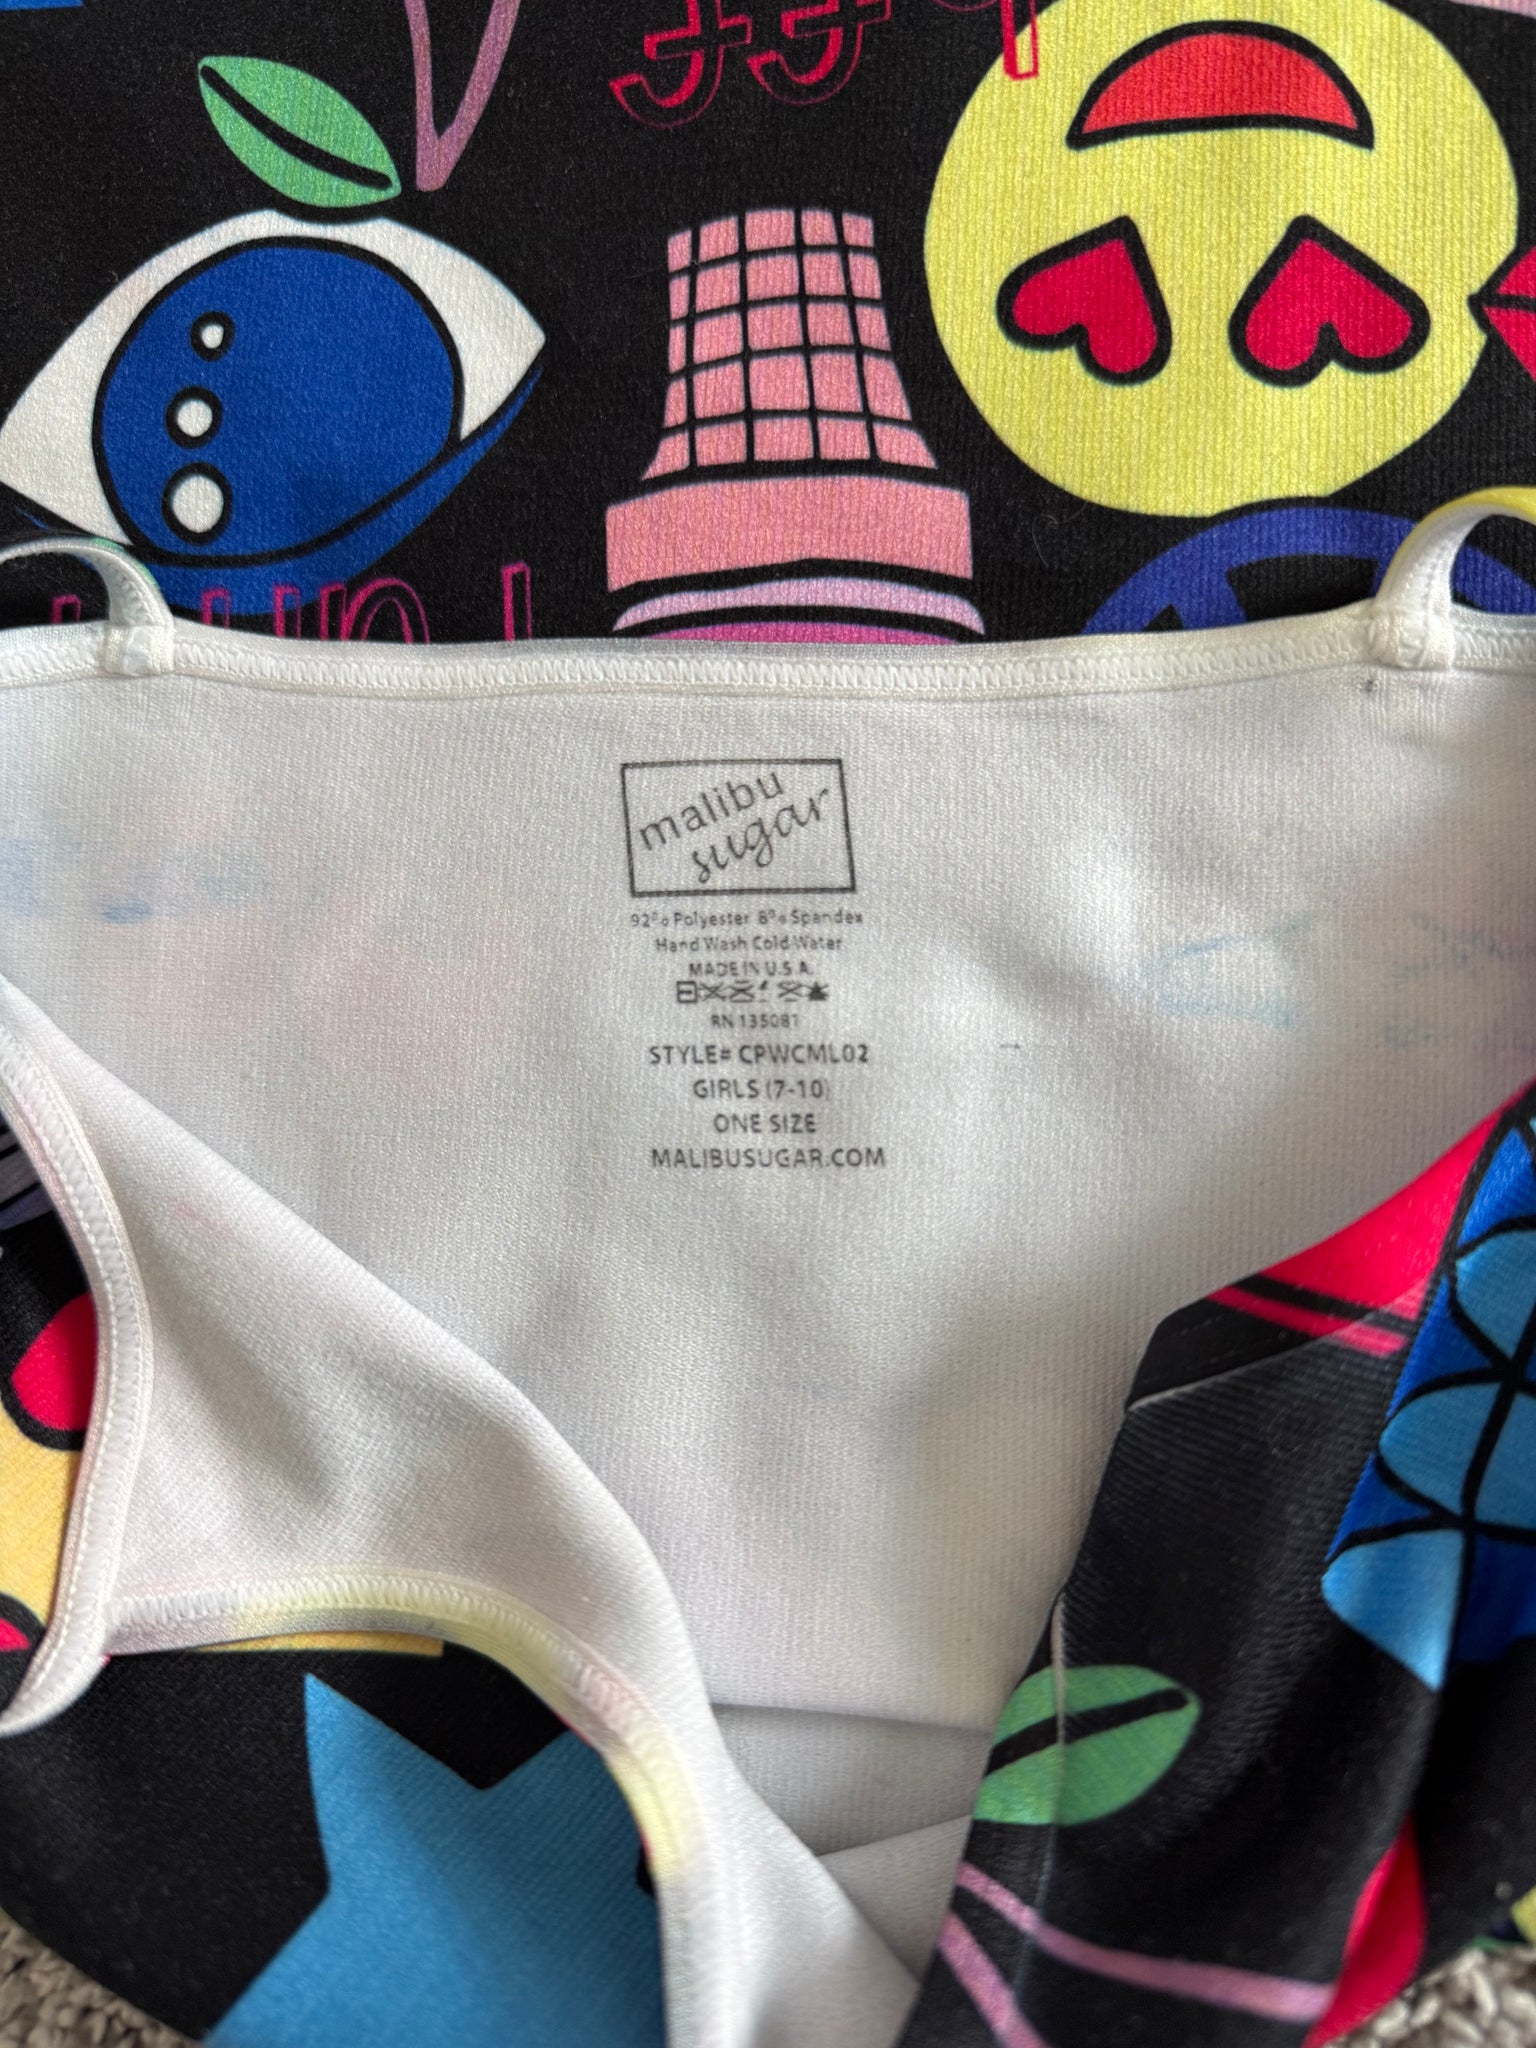 malibu
sugar
92% Polyester 8% Spandex
Hand Wash Cold Water
MADE IN U.S.A.
RN 135081
STYLE# CPWCML02
GIRLS (7-10)
ONE SIZE
MALIBUSUGAR.COM